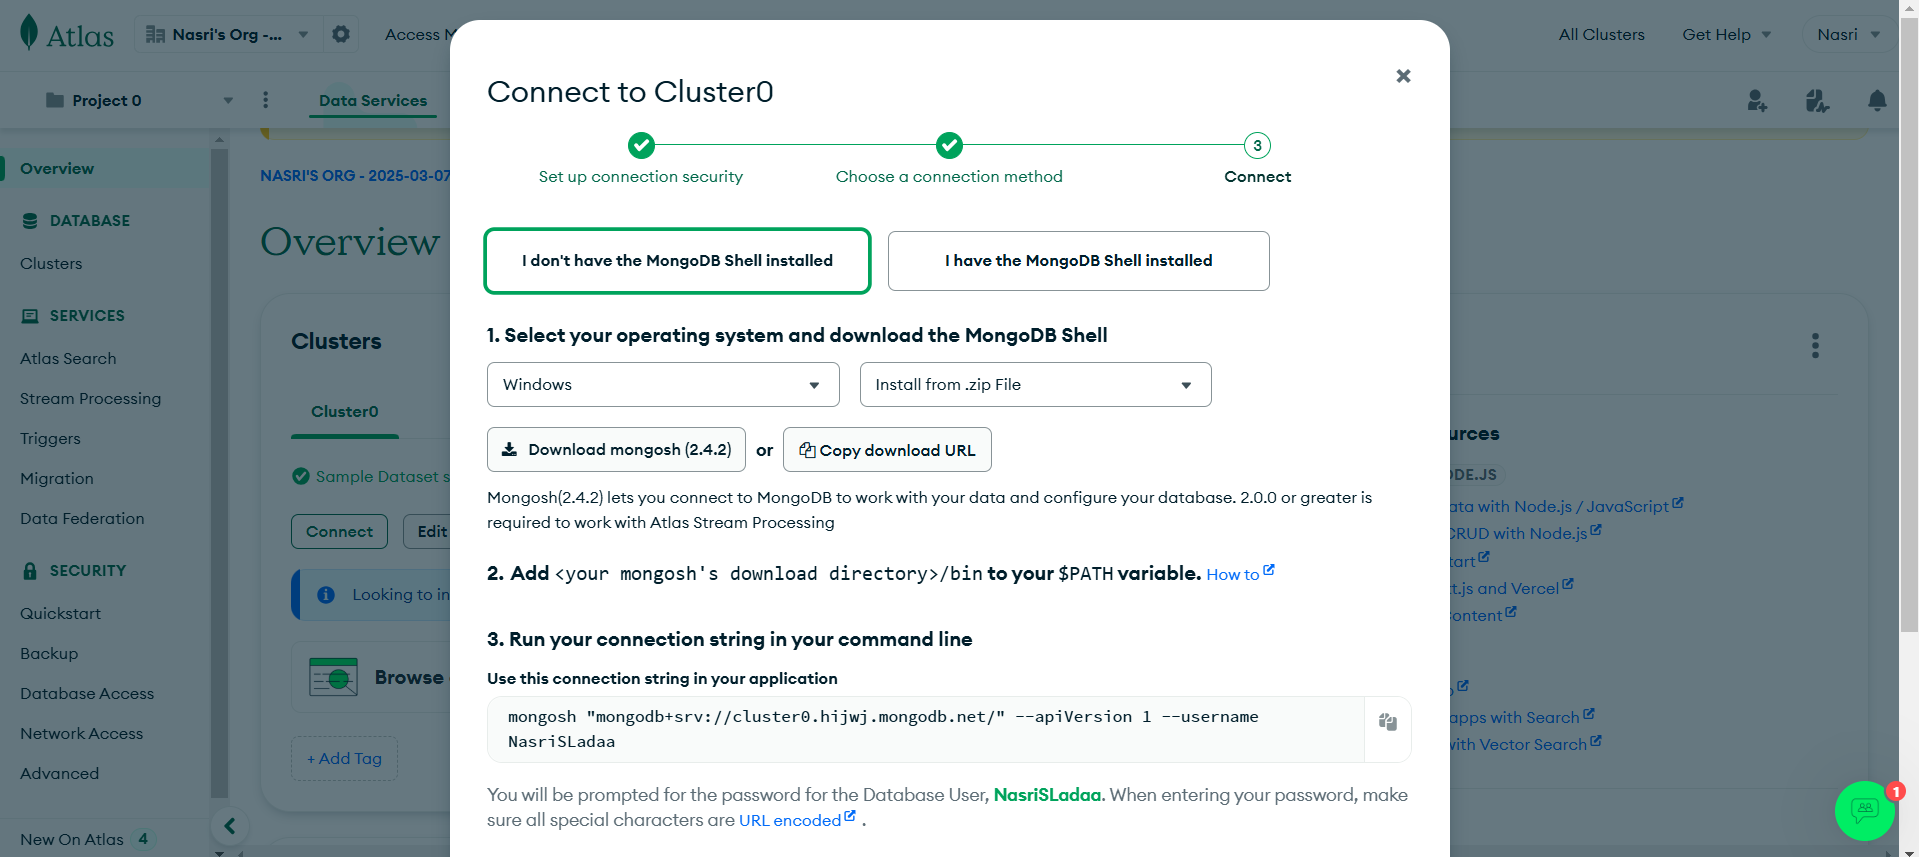 Atlas
Nasri's Org -...
Access M
All Clusters
Get Help
Nasri
Project 0
Data Services
Overview
DATABASE
Clusters
SERVICES
Atlas Search
Stream Processing
Triggers
Migration
Data Federation
SECURITY
Quickstart
Backup
Database Access
Network Access
Advanced
New On Atlas 4
NASRI'S ORG - 2025-03-07
Overview
Clusters
Cluster0
Sample Dataset s
Connect
Edit
Looking to in
Browse
+ Add Tag
Connect to Cluster0
Set up connection security
Choose a connection method
3
Connect
I don't have the MongoDB Shell installed
I have the MongoDB Shell installed
1. Select your operating system and download the MongoDB Shell
Windows
Install from .zip File
Download mongosh (2.4.2)
or
Copy download URL
Mongosh(2.4.2) lets you connect to MongoDB to work with your data and configure your database. 2.0.0 or greater is
required to work with Atlas Stream Processing
2. Add <your mongosh's download directory>/bin to your $PATH variable. How to
3. Run your connection string in your command line
Use this connection string in your application
mongosh "mongodb+srv://cluster0.hijwj.mongodb.net/" --apiVersion 1 --username
NasriSLadaa
You will be prompted for the password for the Database User, NasriSLadaa. When entering your password, make
sure all special characters are URL encoded .
urces
DE.JS
ata with Node.js / JavaScript
CRUD with Node.js
tart
t.js and Vercel
ontent
apps with Search
with Vector Search
1